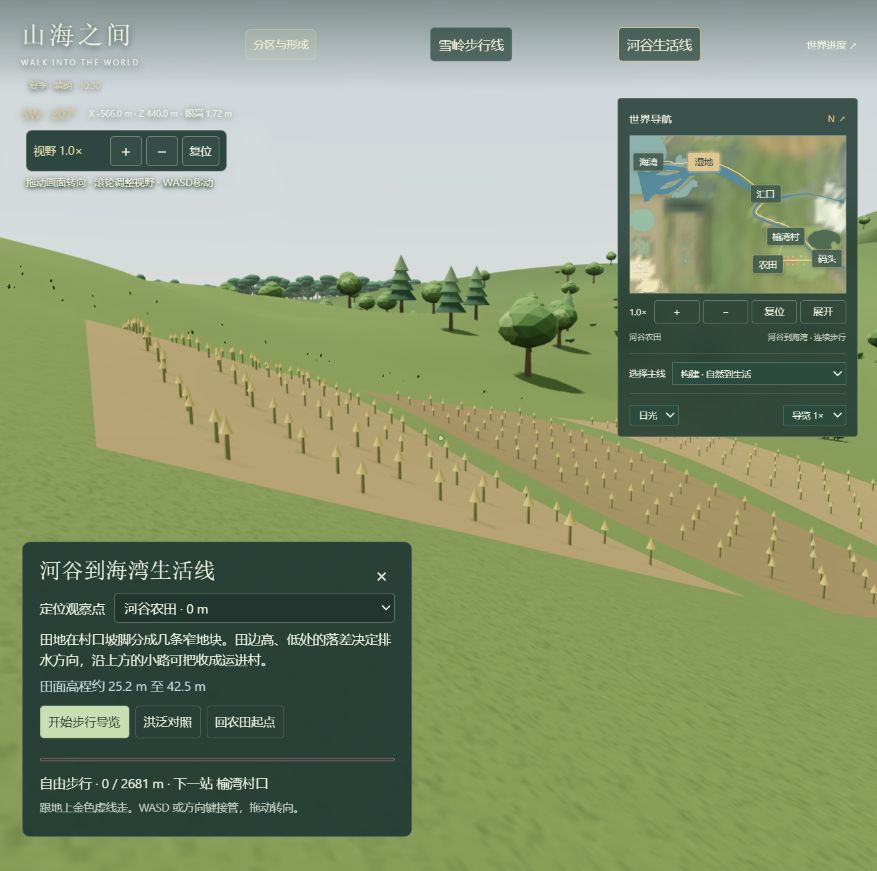 山海之间
WALK INTO THE WORLD
分区与形成
雪岭步行线
河谷生活线
世界进度 ↗
10:30
SW 207°
X -566.0 m · Z 440.0 m · 眼高 1.72 m
视野 1.0×
+
−
复位
拖动画面转向 · 滚轮调整视野 · WASD移动
世界导航
N ↗
海湾
湿地
汇口
榆湾村
农田
码头
1.0×
+
−
复位
展开
河谷农田
河谷到海湾 · 连续步行
选择主线
构建 · 自然到生活
日光
导览 1×
河谷到海湾生活线
×
定位观察点
河谷农田 · 0 m
田地在村口坡脚分成几条窄地块。田边高、低处的落差决定排
水方向，沿上方的小路可把收成运进村。
田面高程约 25.2 m 至 42.5 m
开始步行导览
洪泛对照
回农田起点
自由步行 · 0 / 2681 m · 下一站 榆湾村口
跟地上金色虚线走。WASD 或方向键接管，拖动转向。